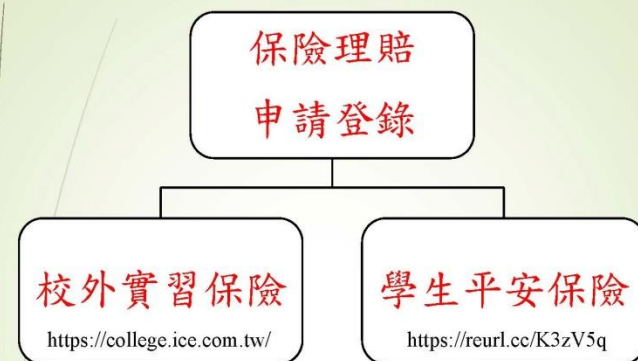 保險理賠
申請登錄
校外實習保險
https://college.ice.com.tw/
學生平安保險
https://reurl.cc/K3zV5q